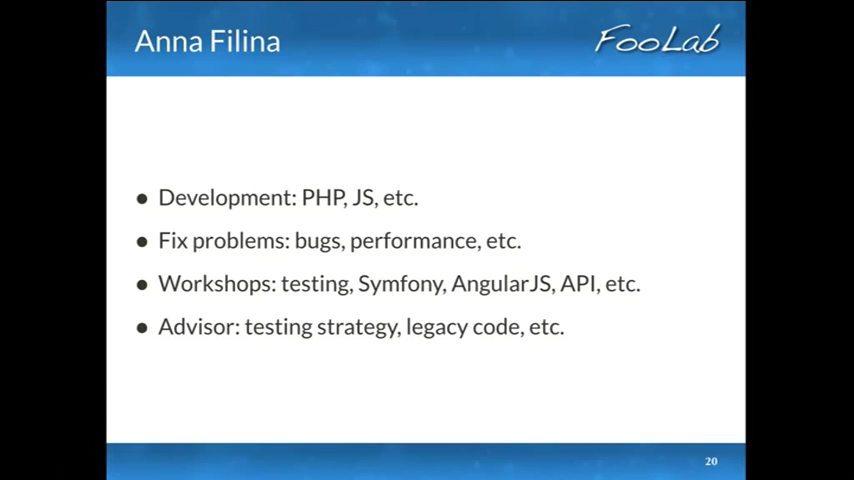 Anna Filina
FooLab
● Development: PHP, JS, etc.
● Fix problems: bugs, performance, etc.
● Workshops: testing, Symfony, AngularJS, API, etc.
● Advisor: testing strategy, legacy code, etc.
20